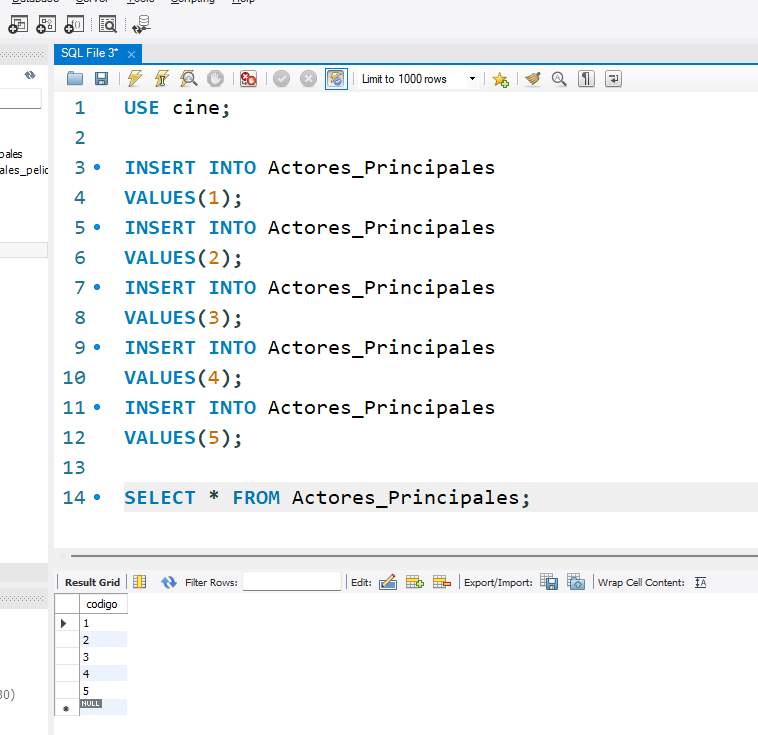 SQL File 3*
Limit to 1000 rows
pales
ales_pelic
1 USE cine;
2
3 INSERT INTO Actores_Principales
4 VALUES(1);
5 INSERT INTO Actores_Principales
6 VALUES(2);
7 INSERT INTO Actores_Principales
8 VALUES(3);
9 INSERT INTO Actores_Principales
10 VALUES(4);
11 INSERT INTO Actores_Principales
12 VALUES(5);
13
14 SELECT * FROM Actores_Principales;
Result Grid Filter Rows: Edit: Export/Import: Wrap Cell Content:
codigo
1
2
3
4
5
NULL